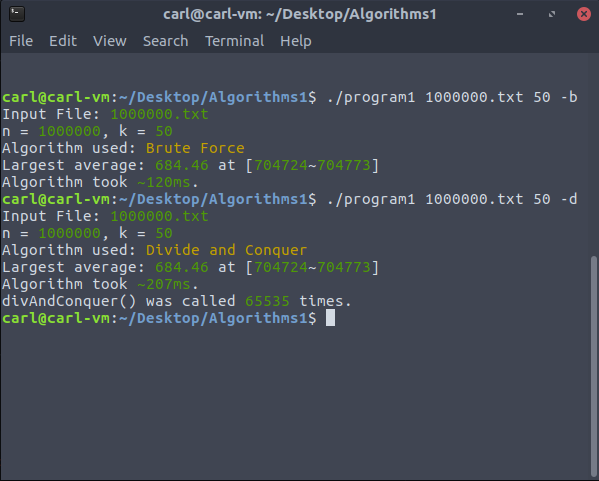 carl@carl-vm: ~/Desktop/Algorithms1
File Edit View Search Terminal Help
carl@carl-vm:~/Desktop/Algorithms1$ ./program1 1000000.txt 50 -b
Input File: 1000000.txt
n = 1000000, k = 50
Algorithm used: Brute Force
Largest average: 684.46 at [704724~704773]
Algorithm took ~120ms.
carl@carl-vm:~/Desktop/Algorithms1$ ./program1 1000000.txt 50 -d
Input File: 1000000.txt
n = 1000000, k = 50
Algorithm used: Divide and Conquer
Largest average: 684.46 at [704724~704773]
Algorithm took ~207ms.
divAndConquer() was called 65535 times.
carl@carl-vm:~/Desktop/Algorithms1$